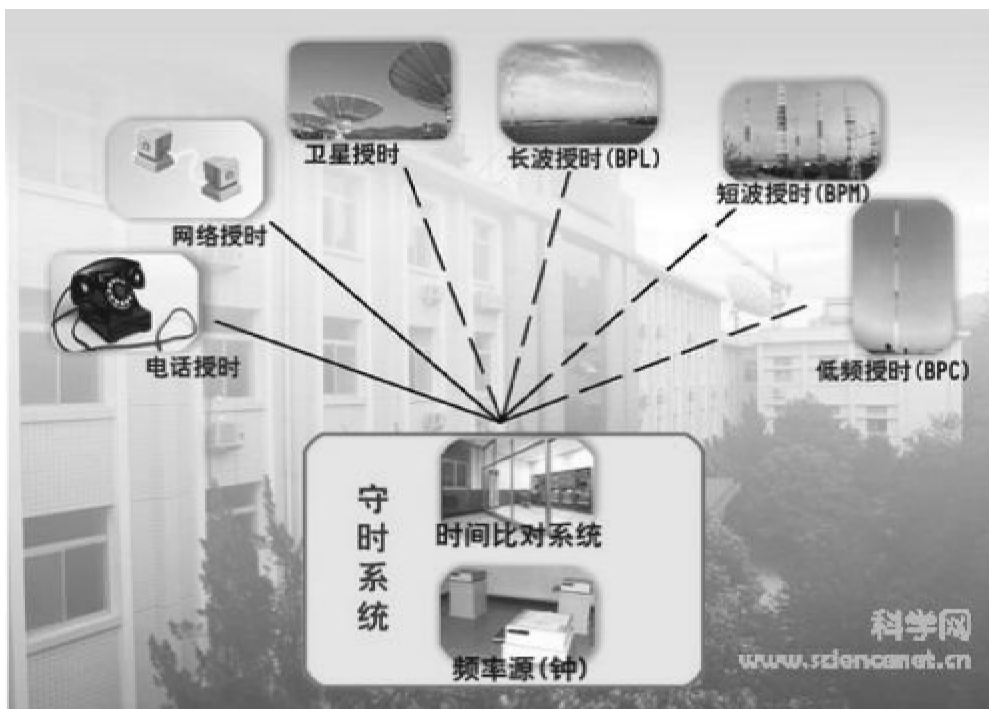 卫星授时
长波授时(BPL)
短波授时(BPM)
网络授时
电话授时
低频授时(BPC)
守时系统
时间比对系统
频率源(钟)
科学网
www.sciencenet.cn